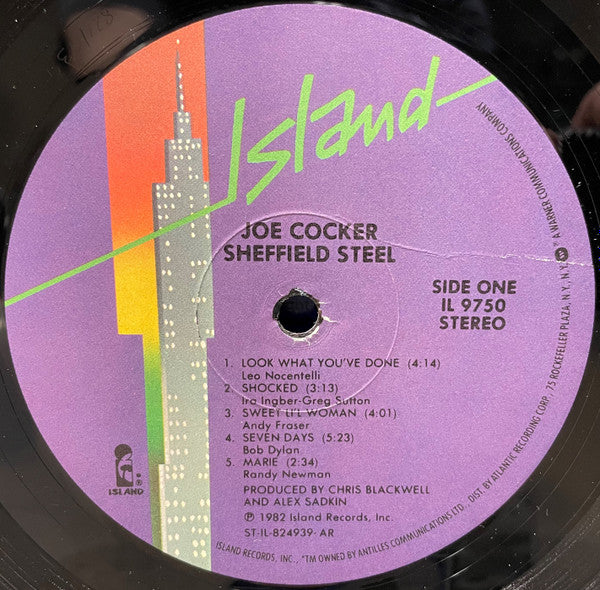 Island
JOE COCKER
SHEFFIELD STEEL
SIDE ONE
IL 9750
STEREO
1. LOOK WHAT YOU'VE DONE (4:14)
Leo Nocentelli
2. SHOCKED (3:13)
Ira Ingber-Greg Sutton
3. SWEET LI'L WOMAN (4:01)
Andy Fraser
4. SEVEN DAYS (5:23)
Bob Dylan
5. MARIE (2:34)
Randy Newman
PRODUCED BY CHRIS BLACKWELL
AND ALEX SADKIN
℗ 1982 Island Records, Inc.
ST-IL-824939-AR
ISLAND ®
ISLAND RECORDS, INC., *TM OWNED BY ANTILLES COMMUNICATIONS LTD., DIST. BY ATLANTIC RECORDING CORP., 75 ROCKEFELLER PLAZA, N.Y., N.Y. ® A WARNER COMMUNICATIONS COMPANY